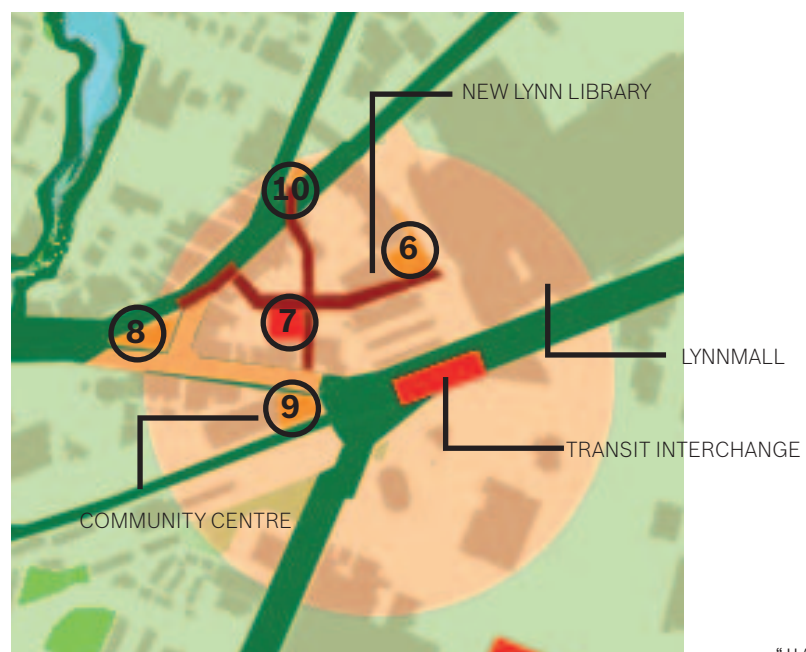 NEW LYNN LIBRARY
10
6
7
8
LYNNMALL
9
TRANSIT INTERCHANGE
COMMUNITY CENTRE